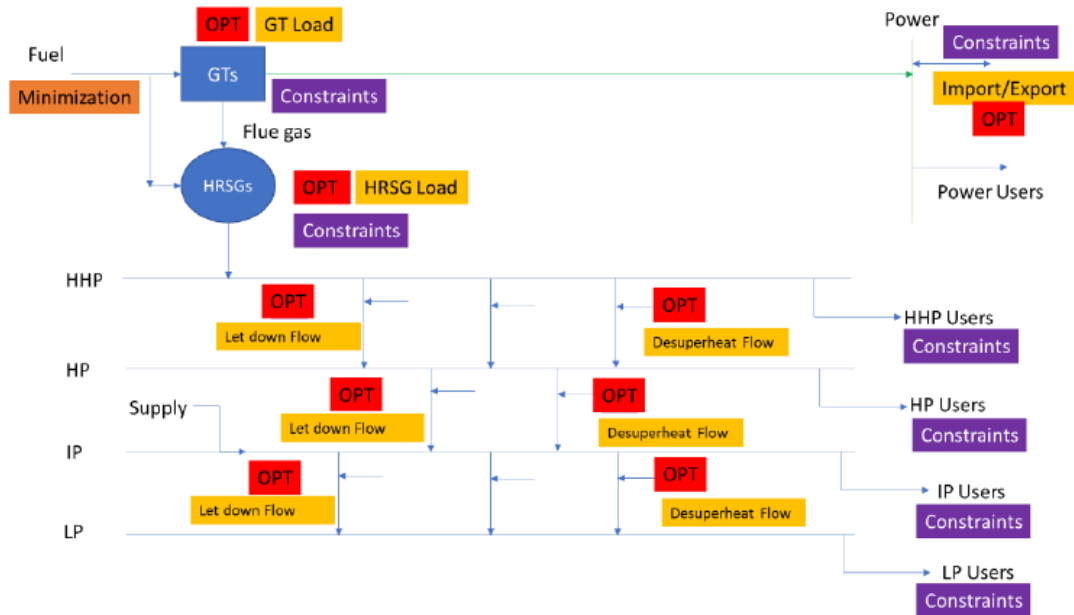 OPT
GT Load
Power
Fuel
GTs
Constraints
Minimization
Constraints
Import/Export
OPT
Flue gas
HRSGs
OPT
HRSG Load
Power Users
Constraints
HHP
OPT
OPT
HHP Users
Let down Flow
Desuperheat Flow
Constraints
HP
OPT
OPT
Supply
HP Users
Let down Flow
Desuperheat Flow
Constraints
IP
OPT
OPT
IP Users
Let down Flow
Desuperheat Flow
Constraints
LP
LP Users
Constraints